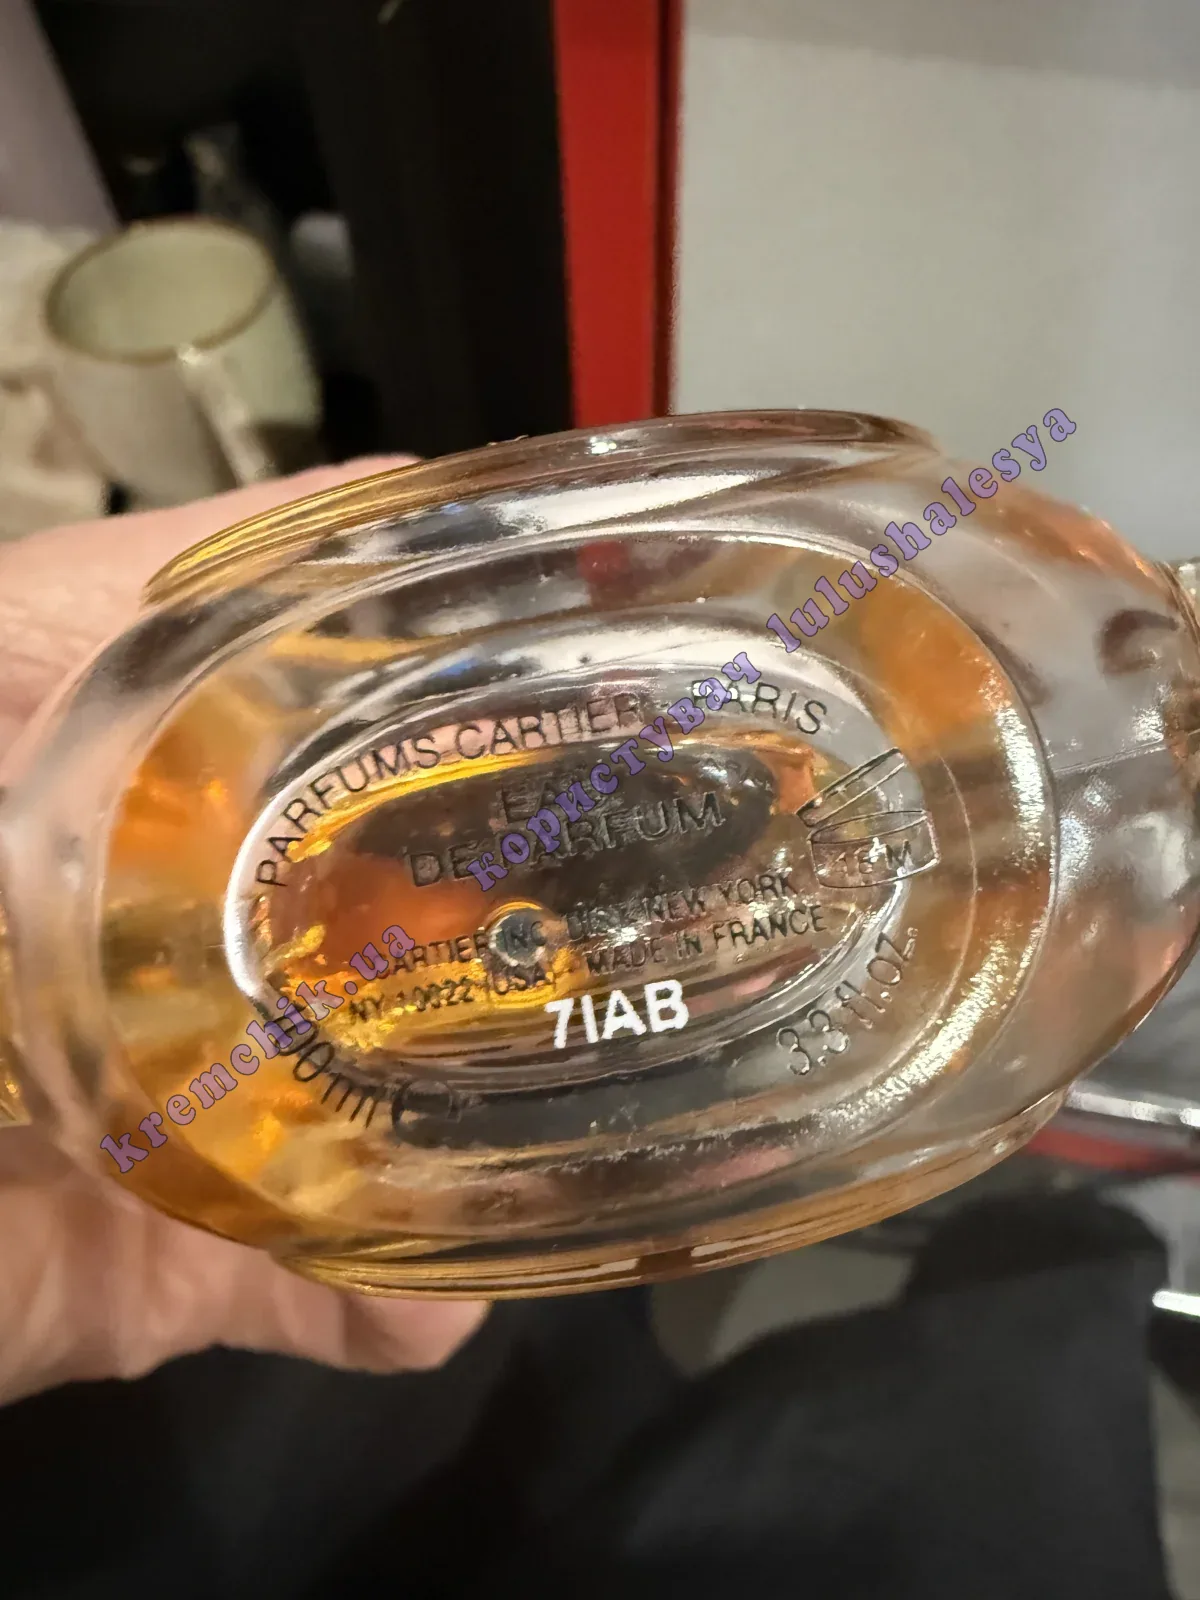 PARFUMS CARTIER - PARIS
EAU
DE PARFUM
CARTIER INC. DIST. NEW YORK
NY 10022 (USA) - MADE IN FRANCE
7IAB
100ml ℮
3.3 fl.oz.
18 M
kremchik.ua користувач lulushalesya